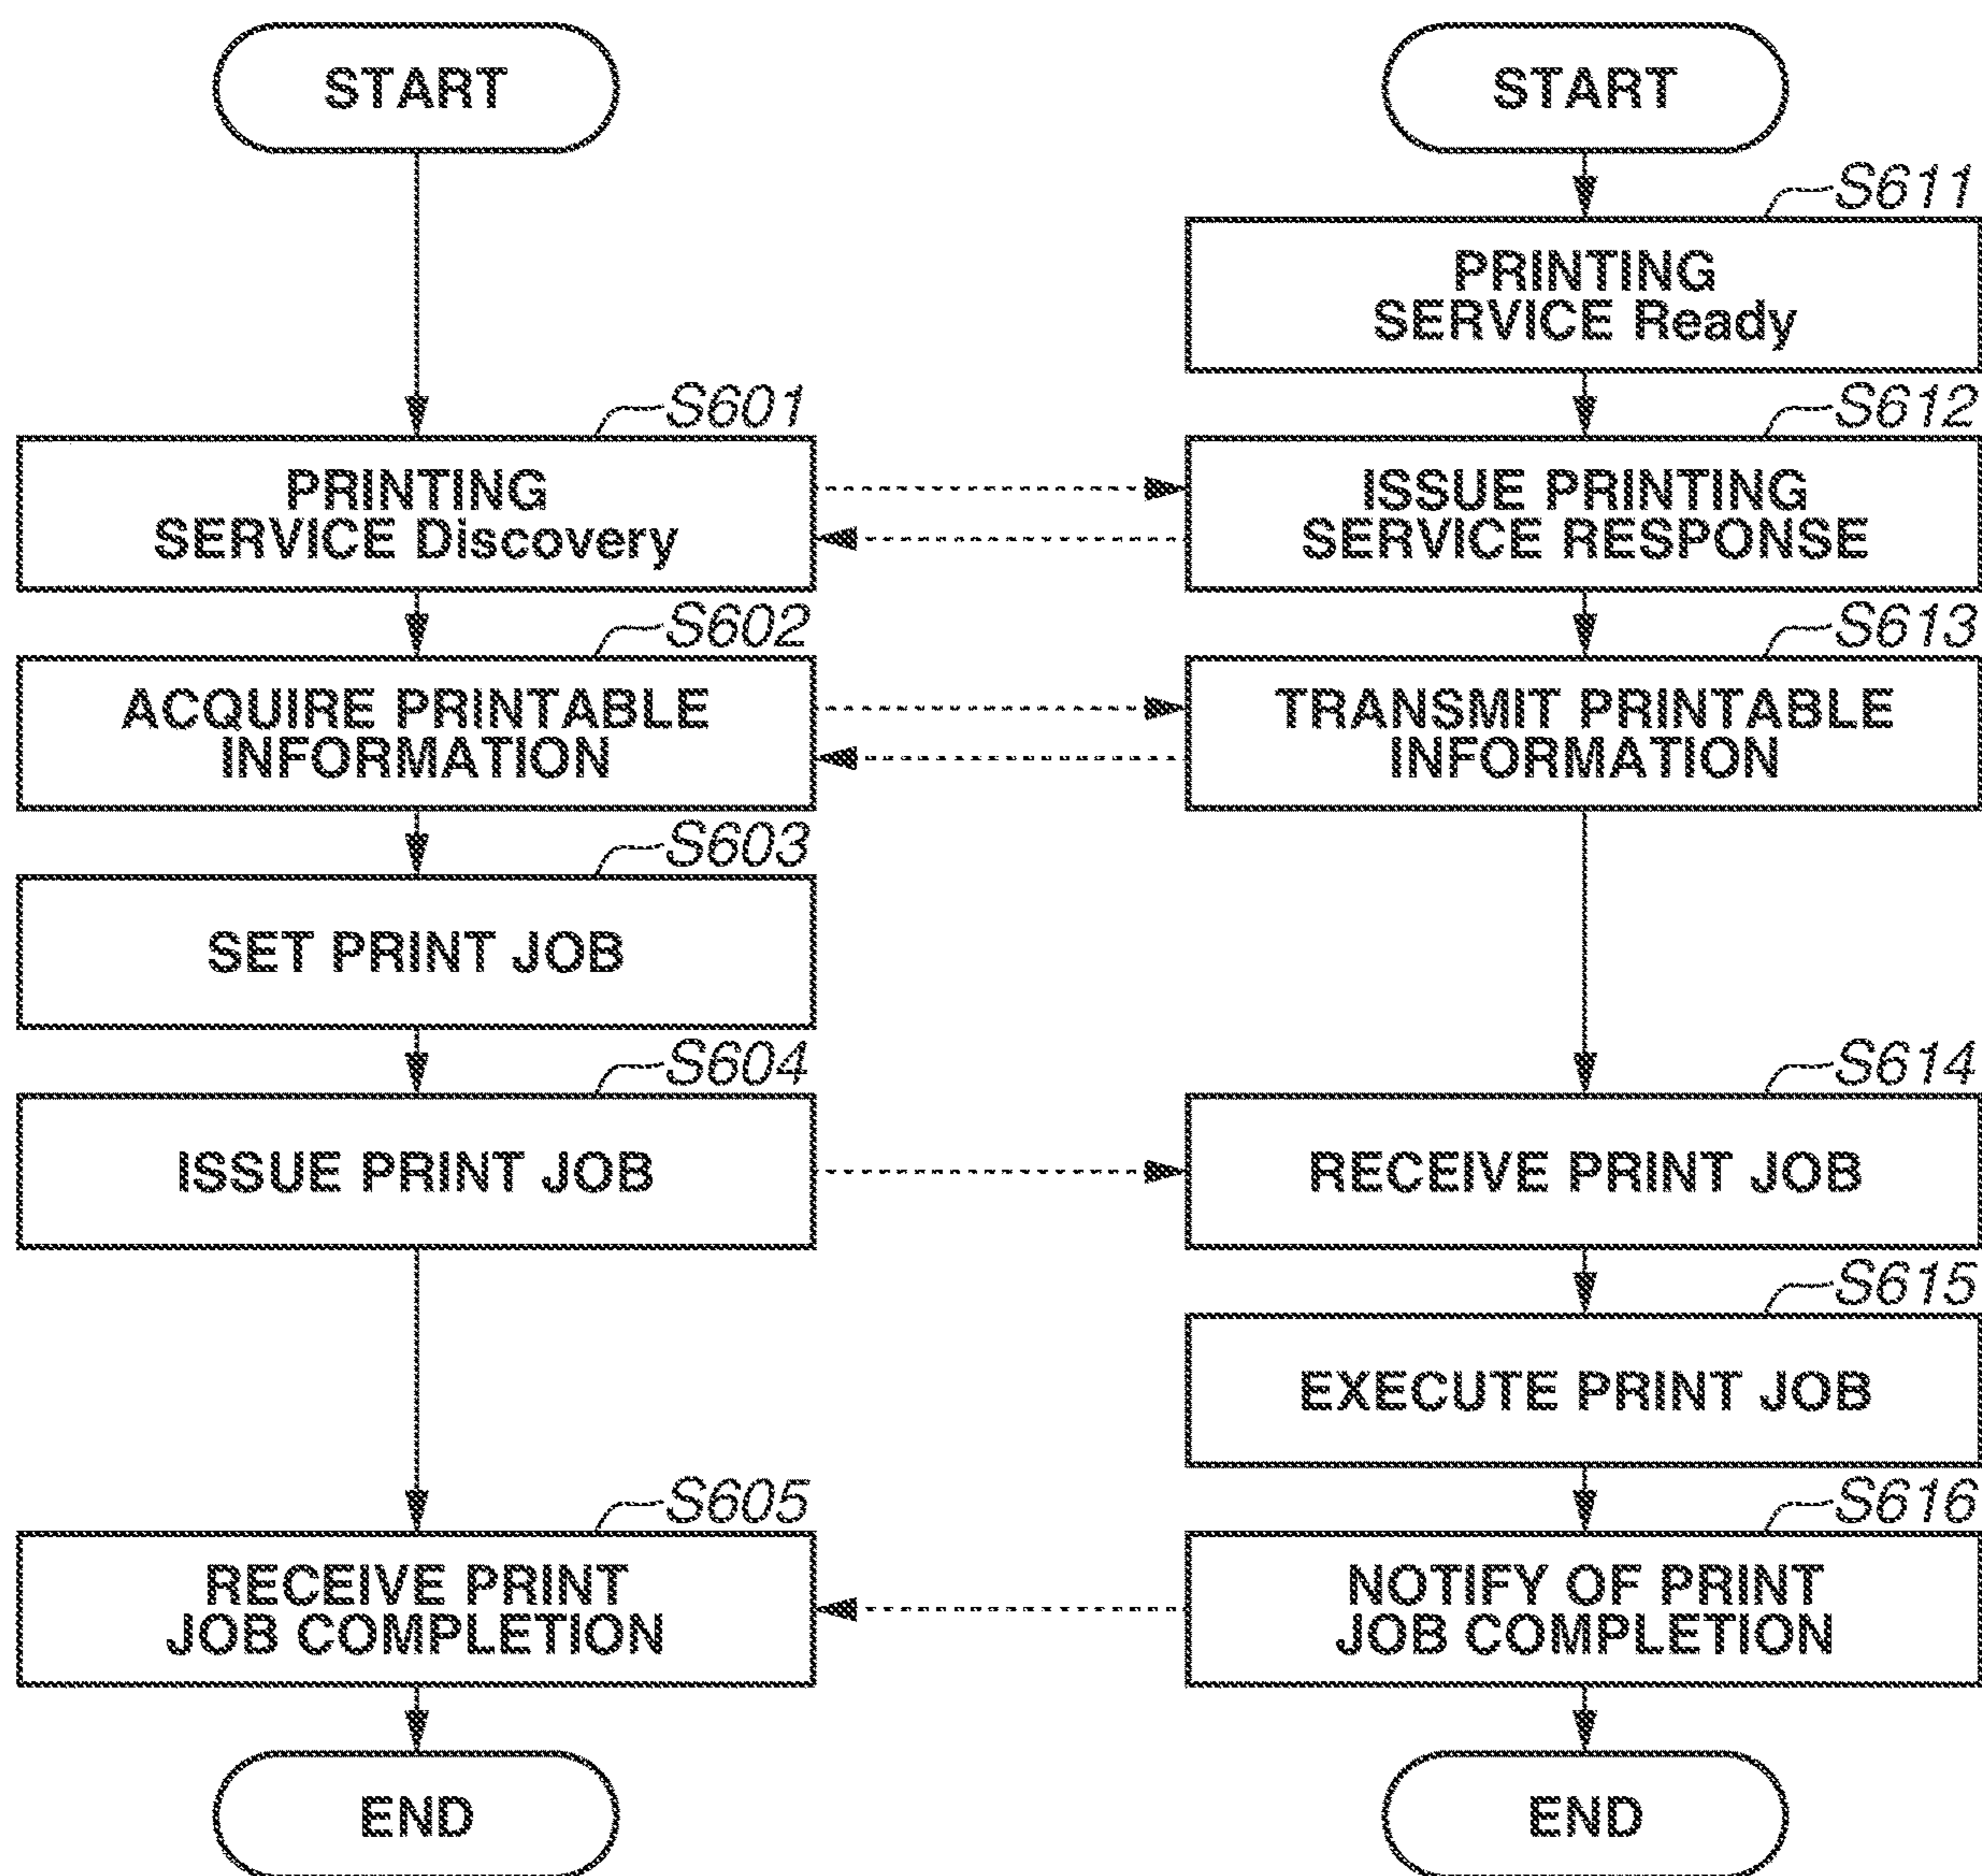 START
S601
PRINTING
SERVICE Discovery
S602
ACQUIRE PRINTABLE
INFORMATION
S603
SET PRINT JOB
S604
ISSUE PRINT JOB
S605
RECEIVE PRINT
JOB COMPLETION
END
START
S611
PRINTING
SERVICE Ready
S612
ISSUE PRINTING
SERVICE RESPONSE
S613
TRANSMIT PRINTABLE
INFORMATION
S614
RECEIVE PRINT JOB
S615
EXECUTE PRINT JOB
S616
NOTIFY OF PRINT
JOB COMPLETION
END